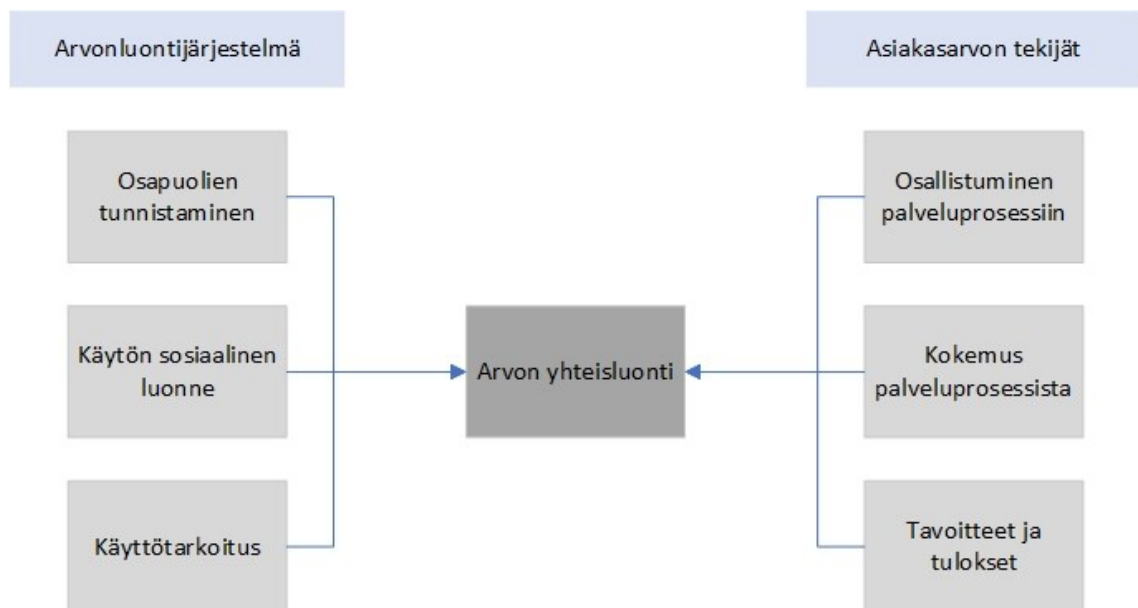 Arvonluontijärjestelmä
Asiakasarvon tekijät
Osapuolien
tunnistaminen
Osallistuminen
palveluprosessiin
Käytön sosiaalinen
luonne
Arvon yhteisluonti
Kokemus
palveluprosessista
Käyttötarkoitus
Tavoitteet ja
tulokset